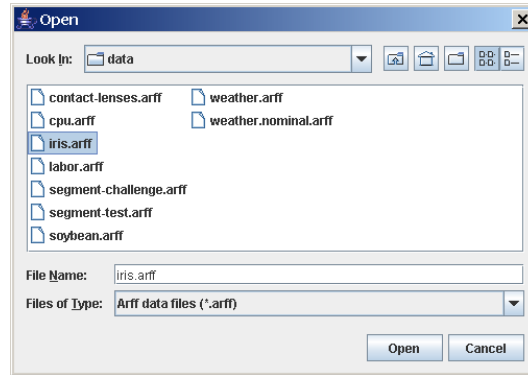 Open
Look In: data
contact-lenses.arff
cpu.arff
iris.arff
labor.arff
segment-challenge.arff
segment-test.arff
soybean.arff
weather.arff
weather.nominal.arff
File Name: iris.arff
Files of Type: Arff data files (*.arff)
Open Cancel